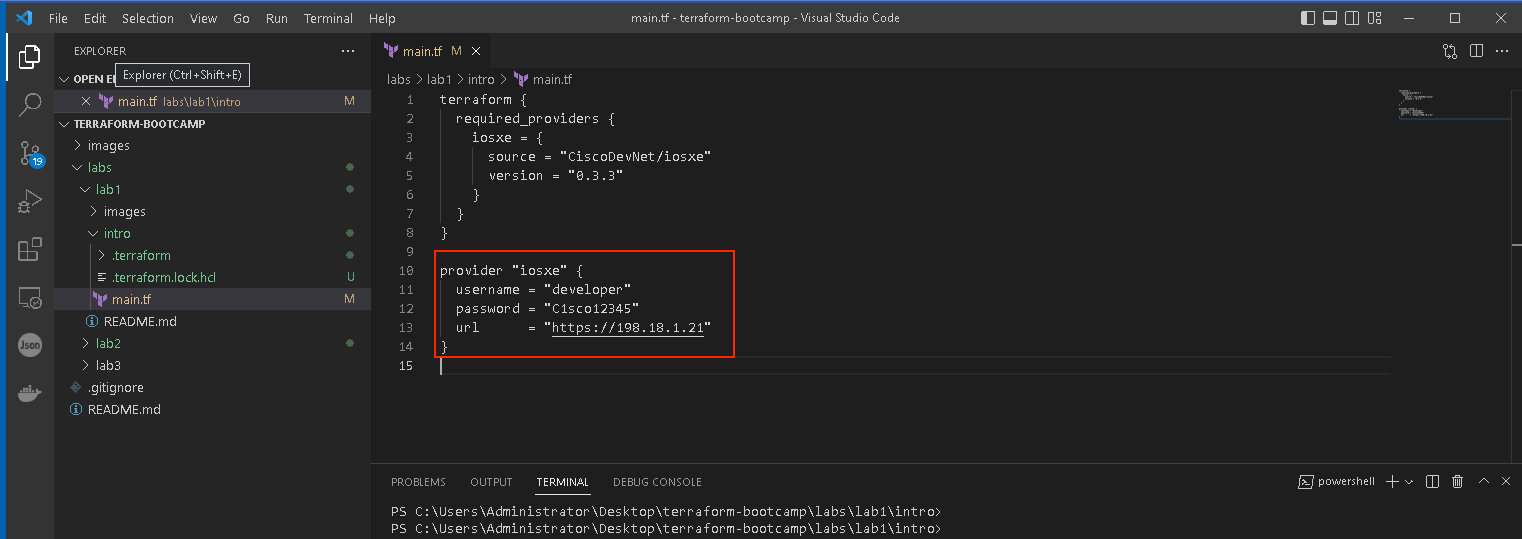 File Edit Selection View Go Run Terminal Help main.tf - terraform-bootcamp - Visual Studio Code
EXPLORER
OPEN E
Explorer (Ctrl+Shift+E)
main.tf labs\lab1\intro M
TERRAFORM-BOOTCAMP
images
labs
lab1
images
intro
.terraform
.terraform.lock.hcl U
main.tf M
README.md
lab2
lab3
.gitignore
README.md
19
Json
main.tf M
labs > lab1 > intro > main.tf
1 terraform {
2 required_providers {
3 iosxe = {
4 source = "CiscoDevNet/iosxe"
5 version = "0.3.3"
6 }
7 }
8 }
9
10 provider "iosxe" {
11 username = "developer"
12 password = "C1sco12345"
13 url = "https://198.18.1.21"
14 }
15
PROBLEMS OUTPUT TERMINAL DEBUG CONSOLE powershell
PS C:\Users\Administrator\Desktop\terraform-bootcamp\labs\lab1\intro>
PS C:\Users\Administrator\Desktop\terraform-bootcamp\labs\lab1\intro>